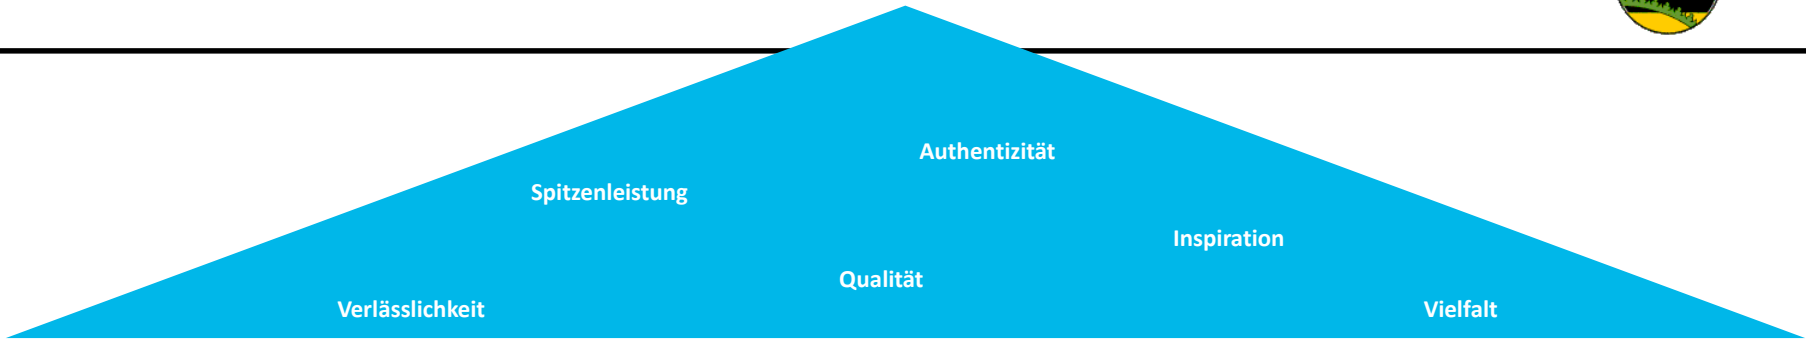 Authentizität
Spitzenleistung
Inspiration
Qualität
Verlässlichkeit
Vielfalt